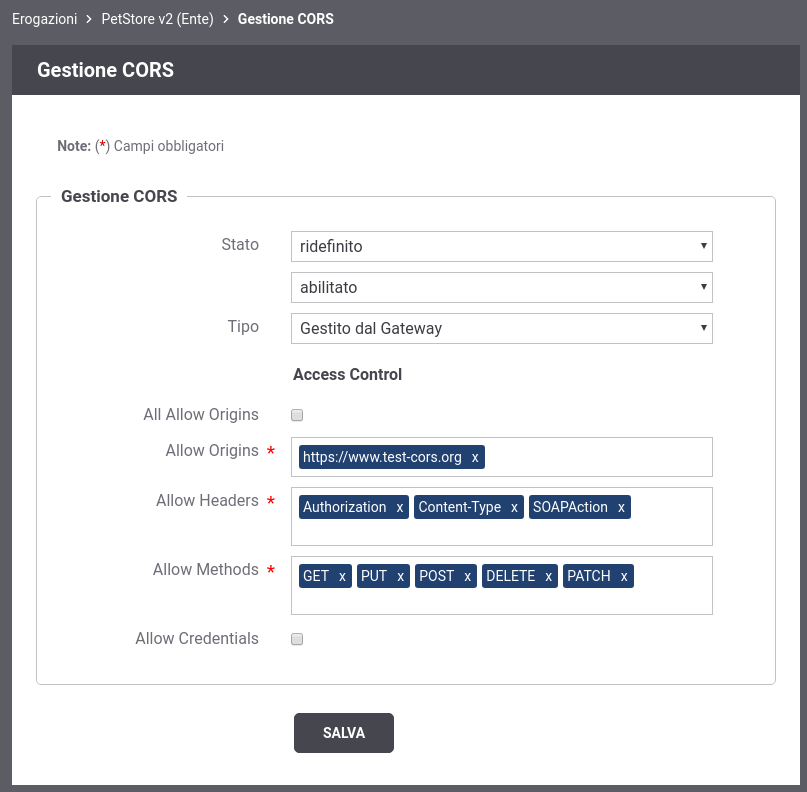 Erogazioni > PetStore v2 (Ente) > Gestione CORS
Gestione CORS
Note: (*) Campi obbligatori
Gestione CORS
Stato ridefinito
abilitato
Tipo Gestito dal Gateway
Access Control
All Allow Origins
Allow Origins * https://www.test-cors.org x
Allow Headers * Authorization x Content-Type x SOAPAction x
Allow Methods * GET x PUT x POST x DELETE x PATCH x
Allow Credentials
SALVA